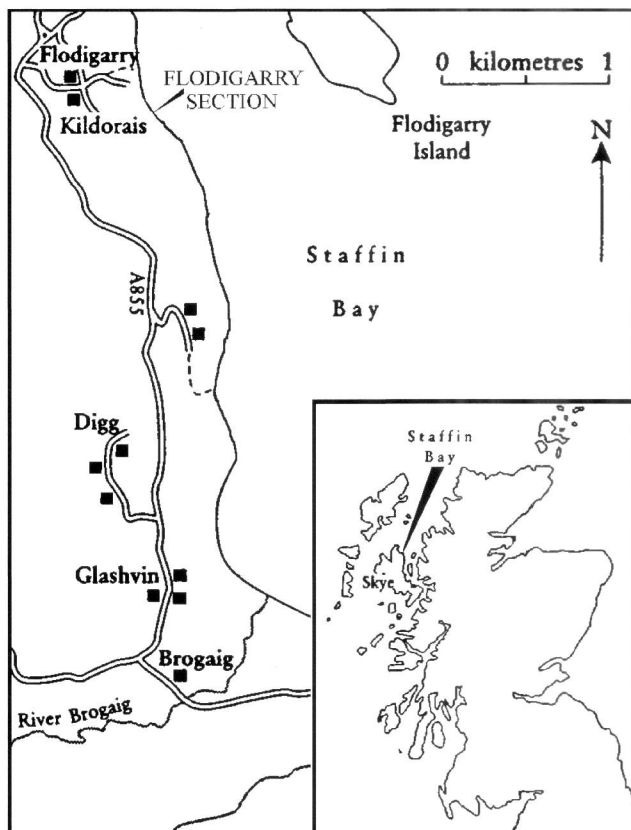 Flodigarry
FLODIGARRY
SECTION
Kildorais
0 kilometres 1
Flodigarry
Island
N
Staffin
Bay
A855
Digg
Glashvin
Brogaig
River Brogaig
Staffin
Bay
Skye